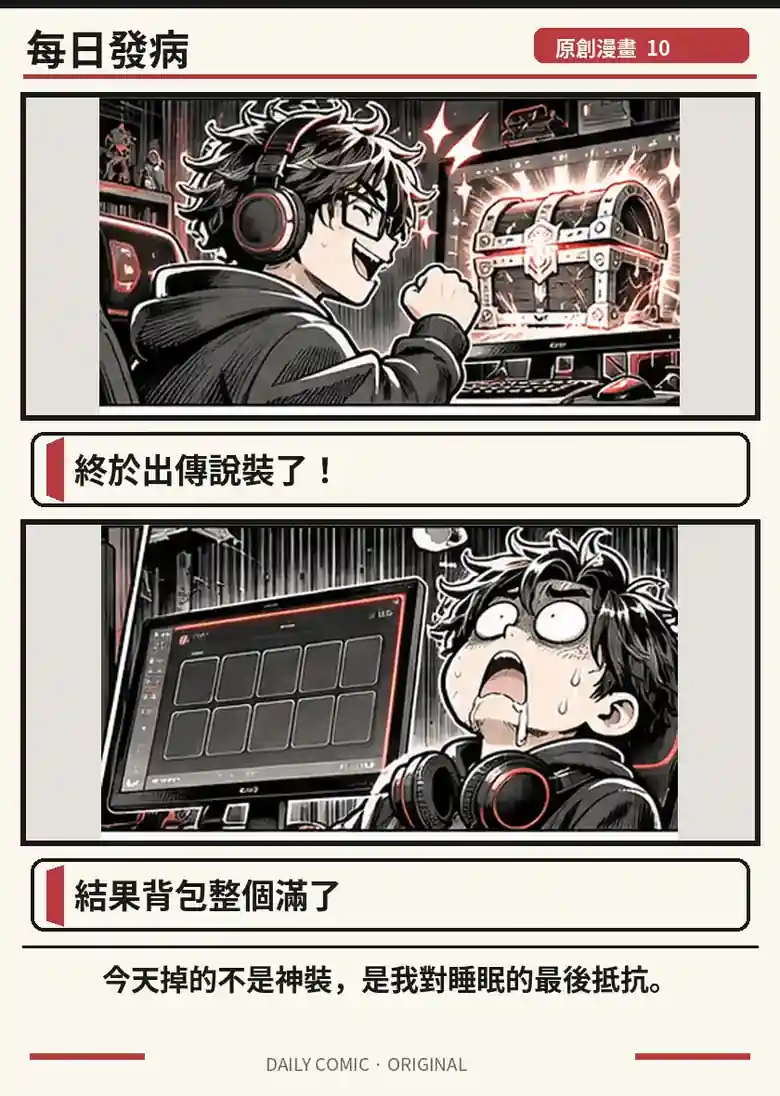 每日發病
原創漫畫 10
終於出傳說裝了！
結果背包整個滿了
今天掉的不是神裝，是我對睡眠的最後抵抗。
DAILY COMIC · ORIGINAL